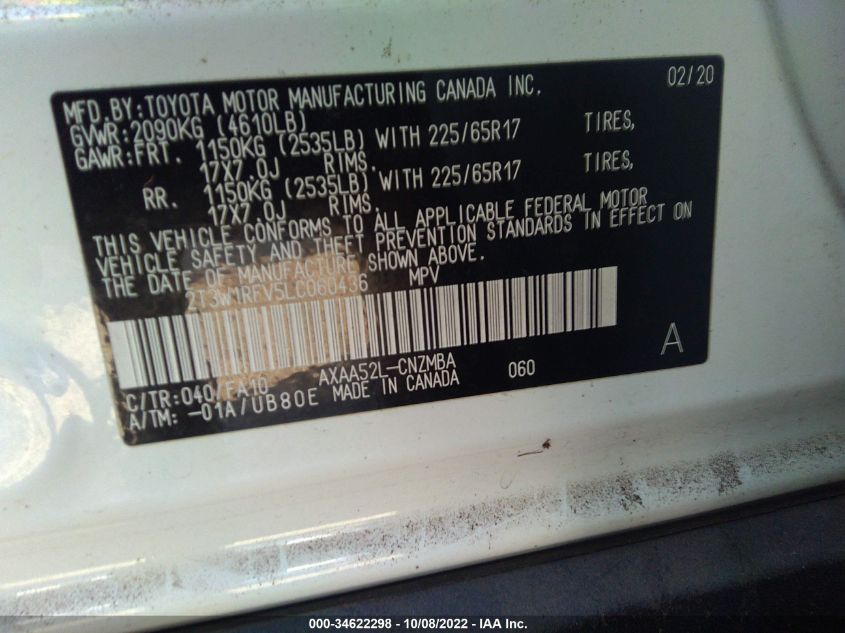 02/20
MFD.BY:TOYOTA MOTOR MANUFACTURING CANADA INC.
GVWR:2090KG (4610LB)
GAWR:FRT. 1150KG (2535LB) WITH 225/65R17 TIRES,
17X7.0J RIMS.
RR. 1150KG (2535LB) WITH 225/65R17 TIRES,
17X7.0J RIMS.
THIS VEHICLE CONFORMS TO ALL APPLICABLE FEDERAL MOTOR
VEHICLE SAFETY AND THEFT PREVENTION STANDARDS IN EFFECT ON
THE DATE OF MANUFACTURE SHOWN ABOVE.
2T3W1RFV5LC060436 MPV
A
C/TR:040/FA10 AXAA52L-CNZMBA 060
A/TM: -01A/UB80E MADE IN CANADA
000-34622298 - 10/08/2022 - IAA Inc.